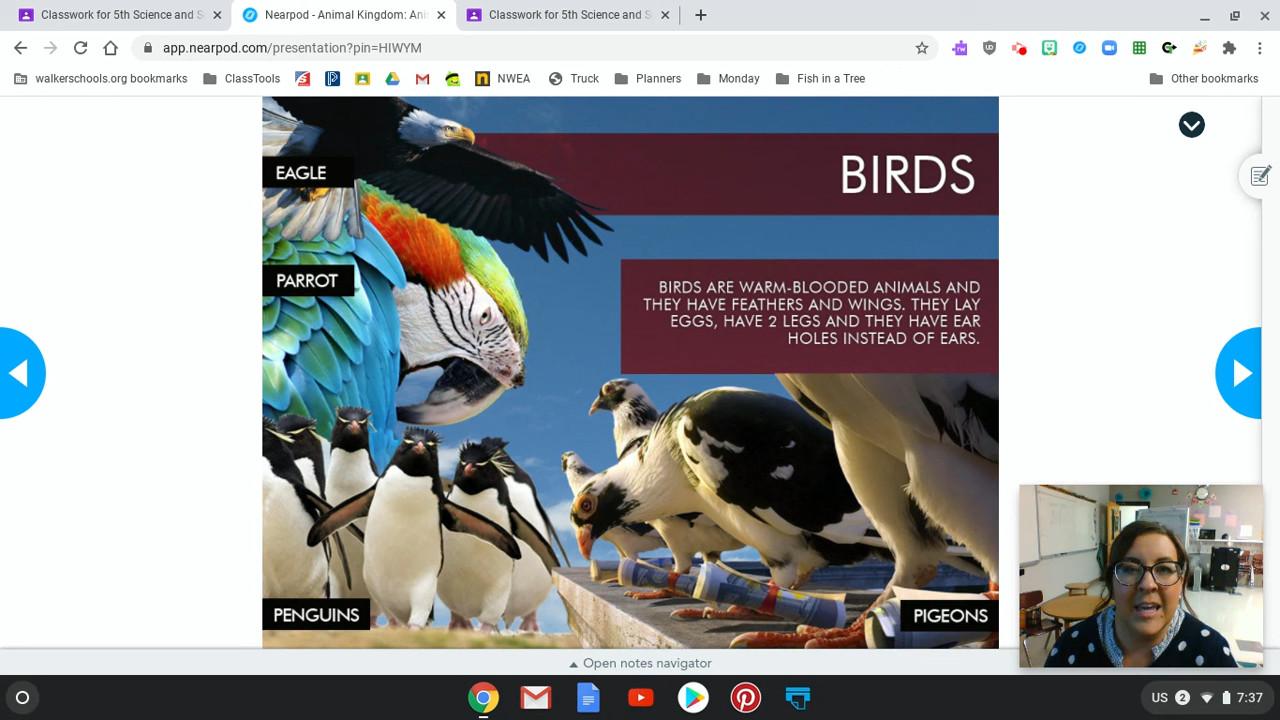 Classwork for 5th Science and S
Nearpod - Animal Kingdom: Ani
Classwork for 5th Science and S
app.nearpod.com/presentation?pin=HIWYM
walkerschools.org bookmarks
ClassTools
NWEA
Truck
Planners
Monday
Fish in a Tree
Other bookmarks
BIRDS
EAGLE
PARROT
BIRDS ARE WARM-BLOODED ANIMALS AND
THEY HAVE FEATHERS AND WINGS. THEY LAY
EGGS, HAVE 2 LEGS AND THEY HAVE EAR
HOLES INSTEAD OF EARS.
PENGUINS
PIGEONS
Open notes navigator
US 2 7:37